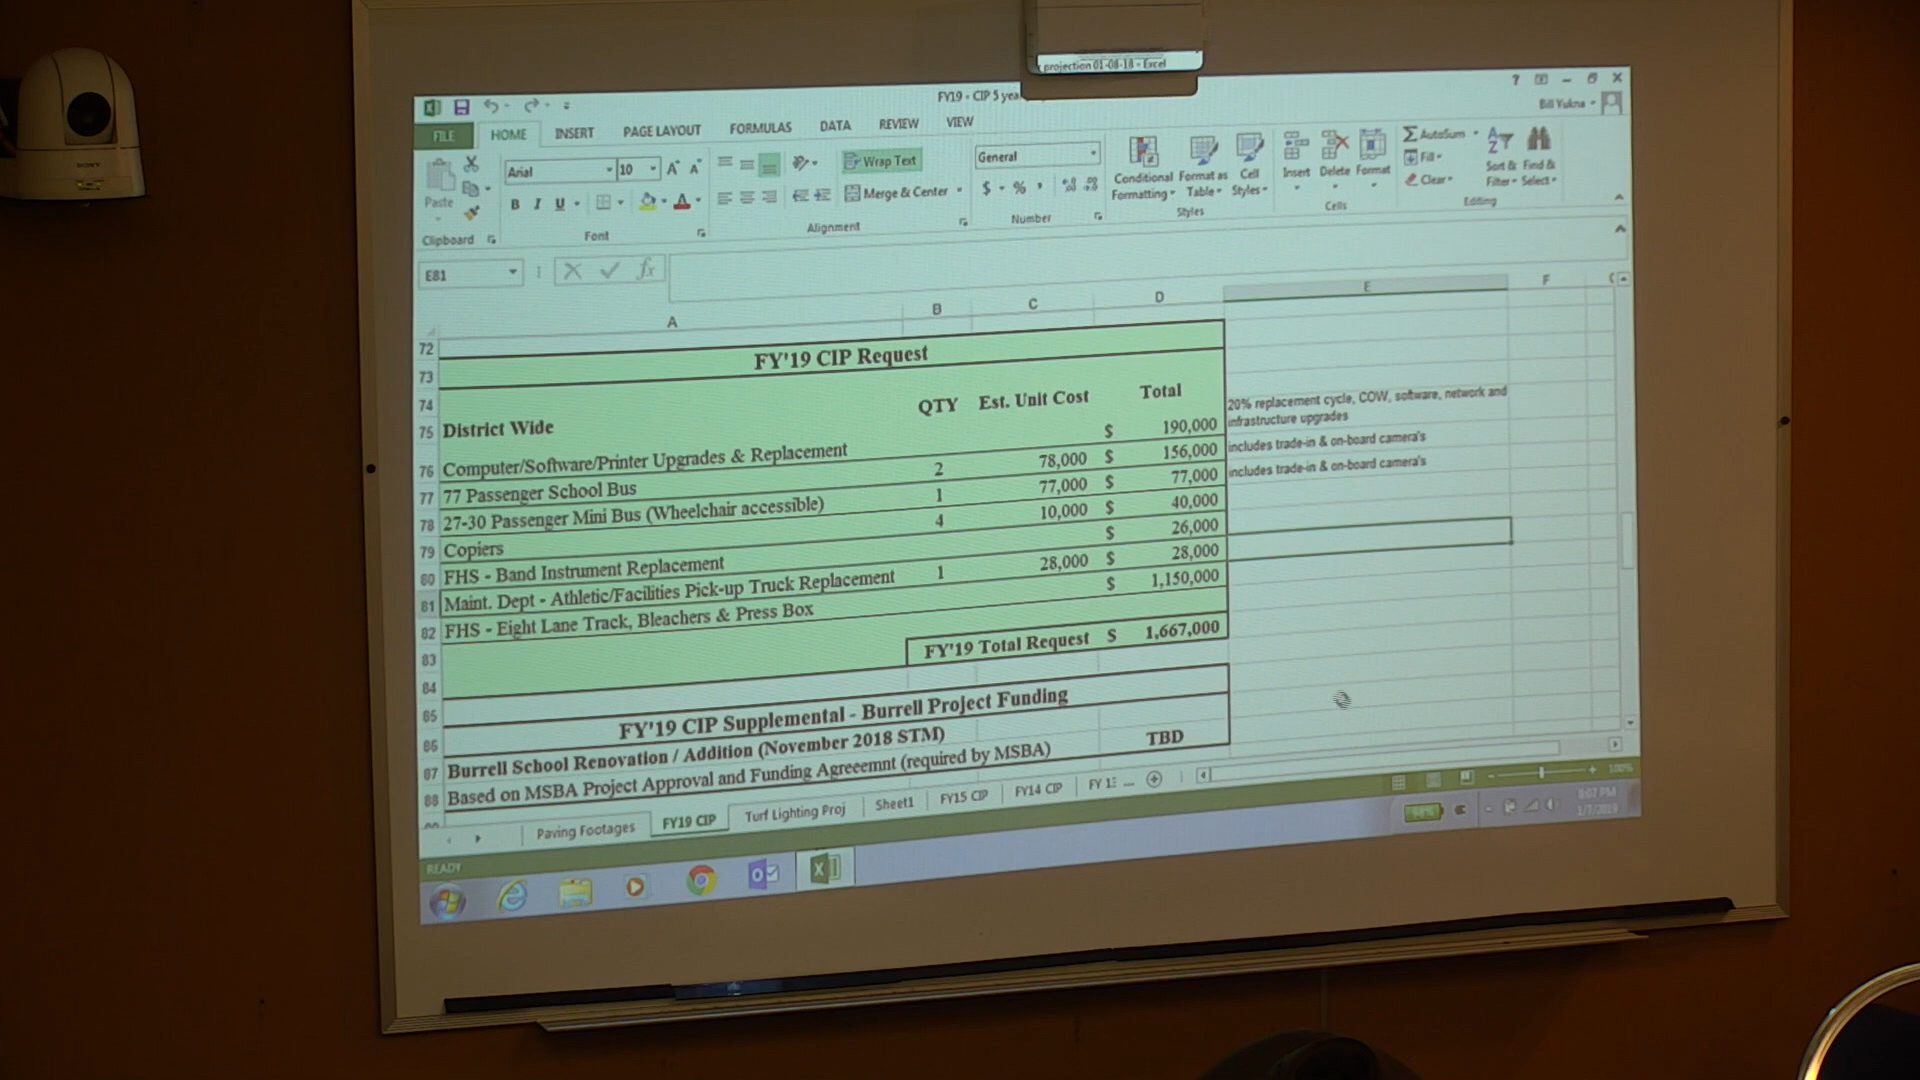 projection 01-08-18 - Excel
FY19 - CIP 5 yea
Bill Yukna
FILE HOME INSERT PAGE LAYOUT FORMULAS DATA REVIEW VIEW
Paste
Arial 10
Wrap Text
Merge & Center
General
$ % ,
Conditional Formatting
Format as Table
Cell Styles
Insert Delete Format
AutoSum
Fill
Clear
Sort & Filter
Find & Select
B I U
Clipboard Font Alignment Number Styles Cells Editing
E81
fx
A B C D E F
72
73 FY'19 CIP Request
74 QTY Est. Unit Cost Total
75 District Wide
20% replacement cycle, COW, software, network and
infrastructure upgrades
76 Computer/Software/Printer Upgrades & Replacement $ 190,000
77 77 Passenger School Bus 2 78,000 $ 156,000 includes trade-in & on-board camera's
78 27-30 Passenger Mini Bus (Wheelchair accessible) 1 77,000 $ 77,000 includes trade-in & on-board camera's
79 Copiers 4 10,000 $ 40,000
80 FHS - Band Instrument Replacement $ 26,000
81 Maint. Dept - Athletic/Facilities Pick-up Truck Replacement 1 28,000 $ 28,000
82 FHS - Eight Lane Track, Bleachers & Press Box $ 1,150,000
83
84 FY'19 Total Request $ 1,667,000
85
86 FY'19 CIP Supplemental - Burrell Project Funding
87 Burrell School Renovation / Addition (November 2018 STM) TBD
88 Based on MSBA Project Approval and Funding Agreeemnt (required by MSBA)
Paving Footages FY19 CIP Turf Lighting Proj Sheet1 FY15 CIP FY14 CIP FY 13 ...
READY
100%
8:07 PM
1/7/2019
SONY